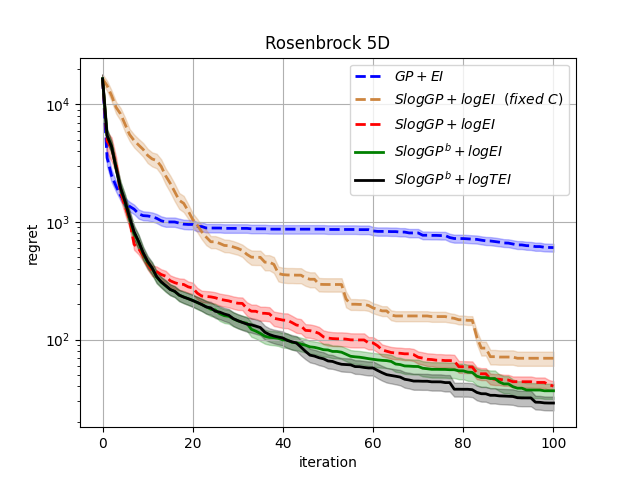 Rosenbrock 5D
GP + EI
SlogGP + logEI (fixed C)
SlogGP + logEI
SlogGP^b + logEI
SlogGP^b + logTEI
regret
10^4
10^3
10^2
0 20 40 60 80 100
iteration